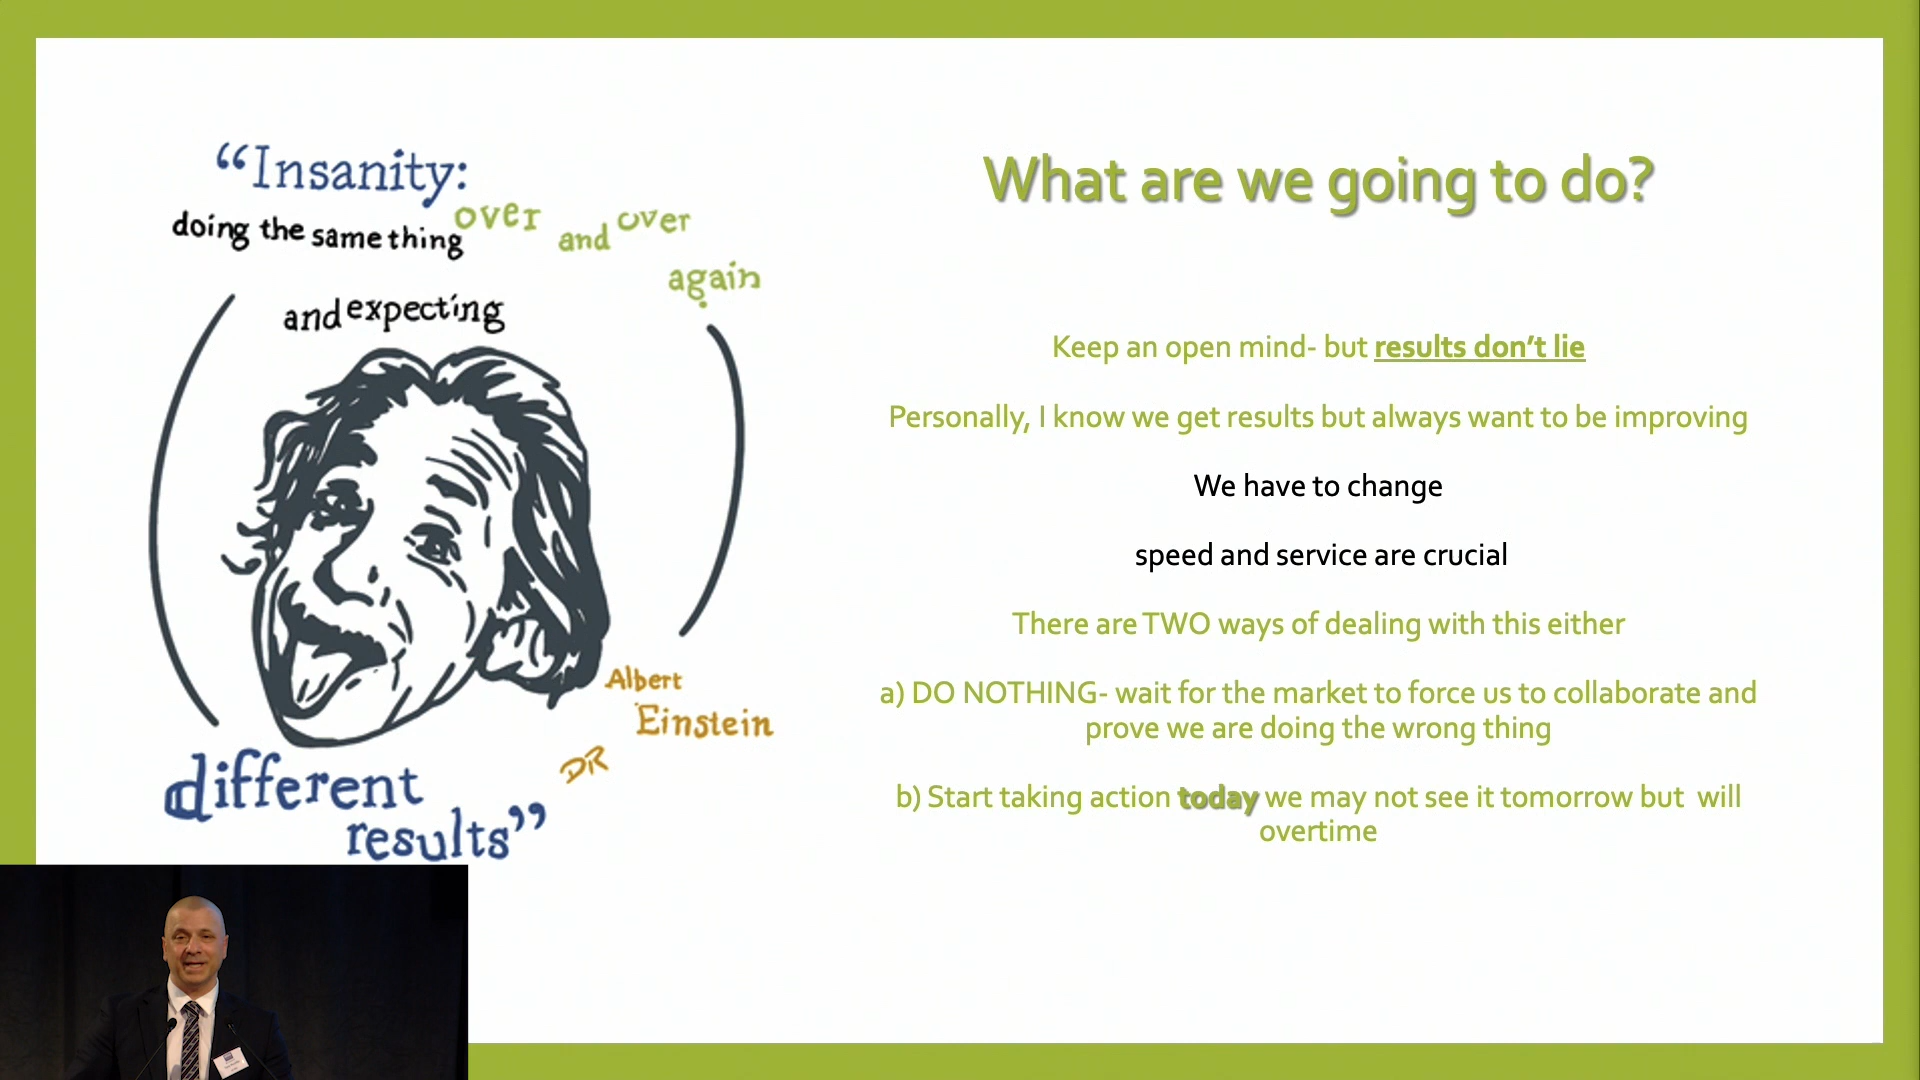 “Insanity:
doing the same thing over and over
again
and expecting
different
results”
Albert
Einstein
DR
What are we going to do?
Keep an open mind- but results don’t lie
Personally, I know we get results but always want to be improving
We have to change
speed and service are crucial
There are TWO ways of dealing with this either
a) DO NOTHING- wait for the market to force us to collaborate and
prove we are doing the wrong thing
b) Start taking action today we may not see it tomorrow but  will
overtime